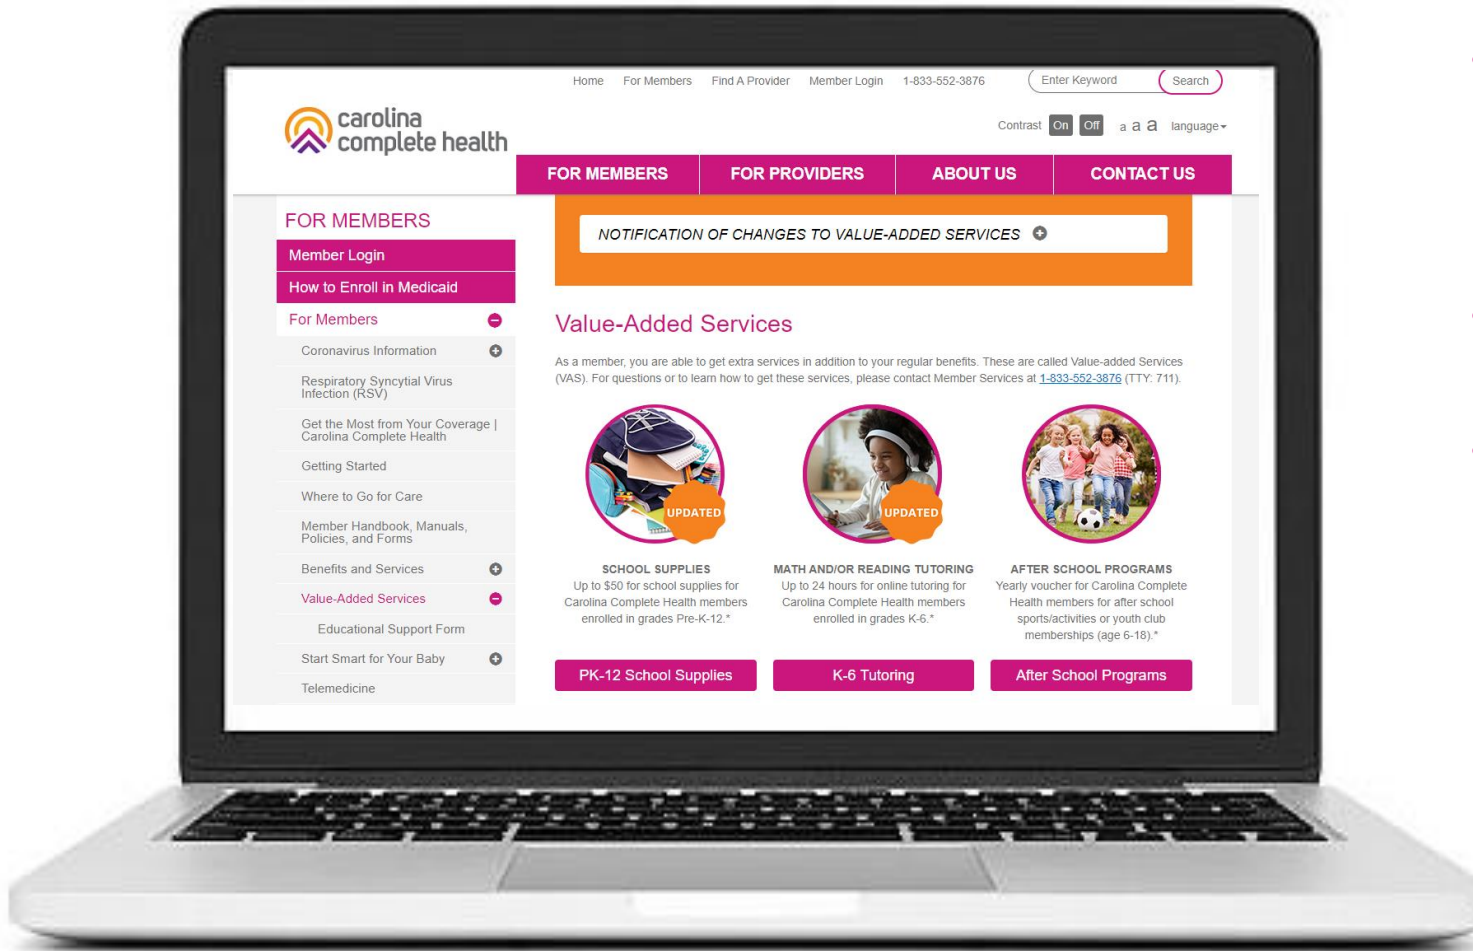 Home For Members Find A Provider Member Login 1-833-552-3876 Enter Keyword Search
carolina
complete health
Contrast On Off a a a language
FOR MEMBERS FOR PROVIDERS ABOUT US CONTACT US
FOR MEMBERS
Member Login
How to Enroll in Medicaid
For Members
Coronavirus Information
Respiratory Syncytial Virus
Infection (RSV)
Get the Most from Your Coverage |
Carolina Complete Health
Getting Started
Where to Go for Care
Member Handbook, Manuals,
Policies, and Forms
Benefits and Services
Value-Added Services
Educational Support Form
Start Smart for Your Baby
Telemedicine
NOTIFICATION OF CHANGES TO VALUE-ADDED SERVICES
Value-Added Services
As a member, you are able to get extra services in addition to your regular benefits. These are called Value-added Services
(VAS). For questions or to learn how to get these services, please contact Member Services at 1-833-552-3876 (TTY: 711).
UPDATED
SCHOOL SUPPLIES
Up to $50 for school supplies for
Carolina Complete Health members
enrolled in grades Pre-K-12.*
PK-12 School Supplies
UPDATED
MATH AND/OR READING TUTORING
Up to 24 hours for online tutoring for
Carolina Complete Health members
enrolled in grades K-6.*
K-6 Tutoring
AFTER SCHOOL PROGRAMS
Yearly voucher for Carolina Complete
Health members for after school
sports/activities or youth club
memberships (age 6-18).*
After School Programs